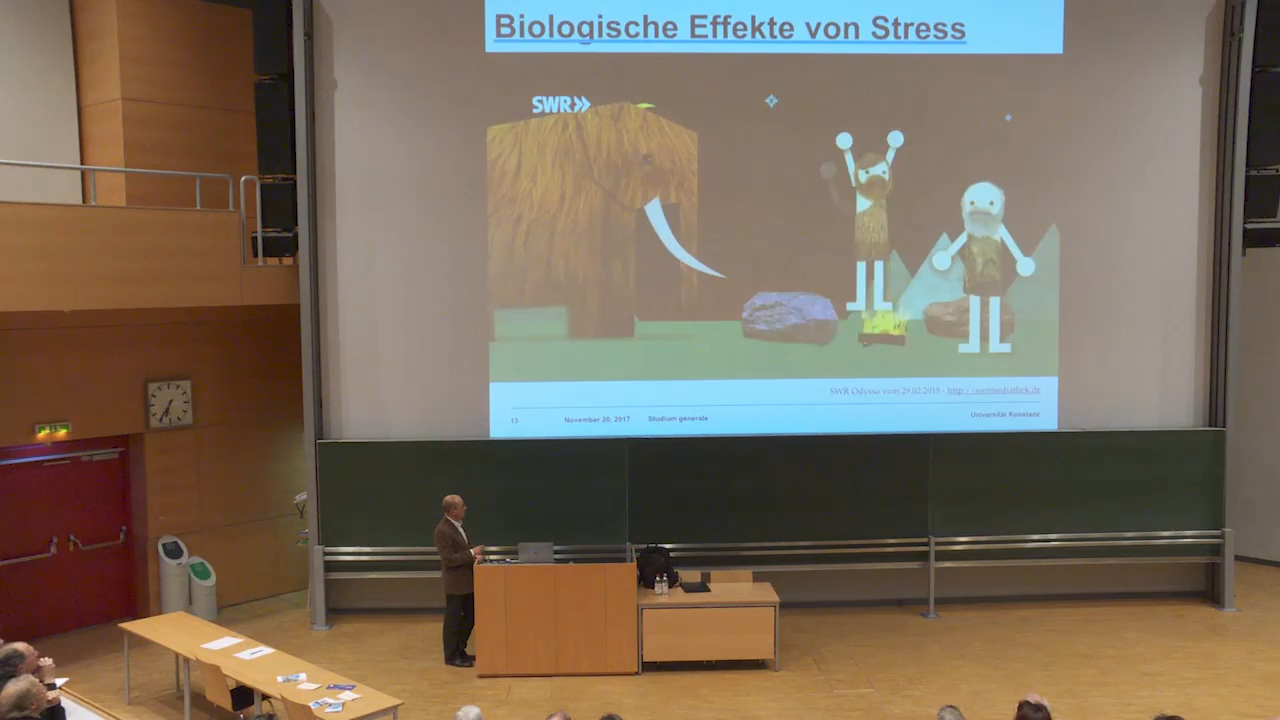 Biologische Effekte von Stress
SWR
SWR Odysso vom 29.02.2015 - http://swrmediathek.de
13 November 20, 2017 Studium generale Universität Konstanz